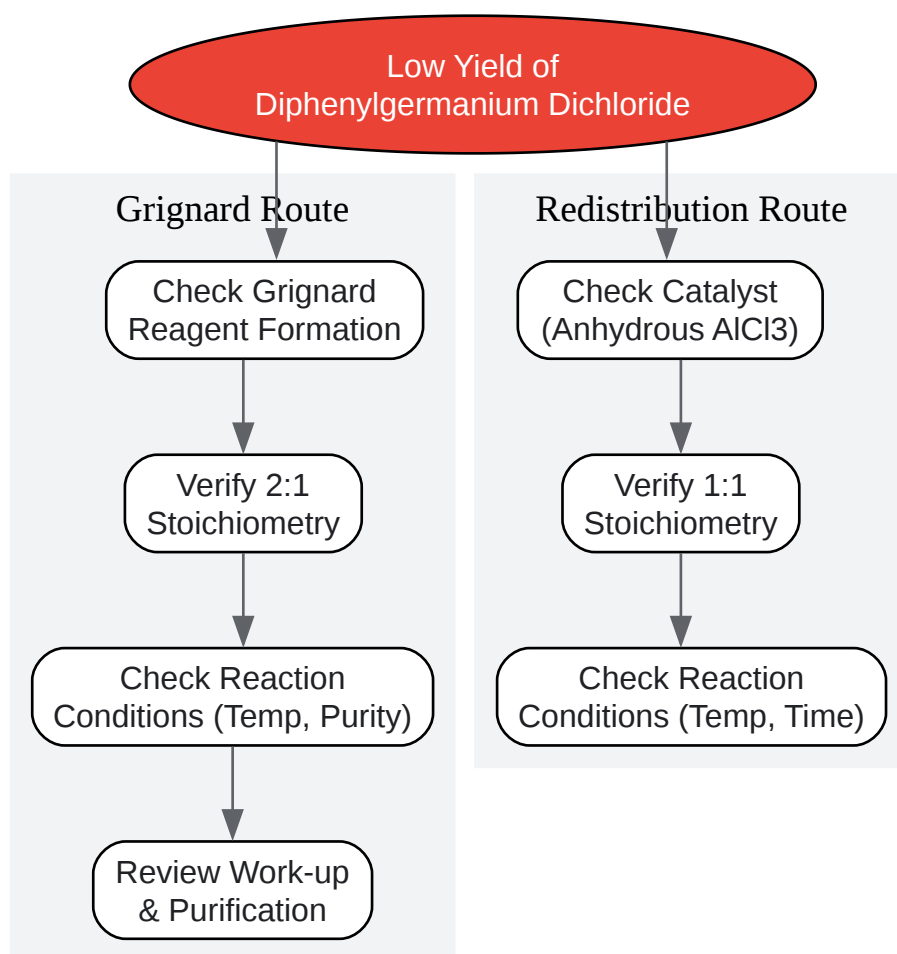 Low Yield of
Diphenylgermanium Dichloride
Grignard Route
Check Grignard
Reagent Formation
Verify 2:1
Stoichiometry
Check Reaction
Conditions (Temp, Purity)
Review Work-up
& Purification
Redistribution Route
Check Catalyst
(Anhydrous AlCl3)
Verify 1:1
Stoichiometry
Check Reaction
Conditions (Temp, Time)